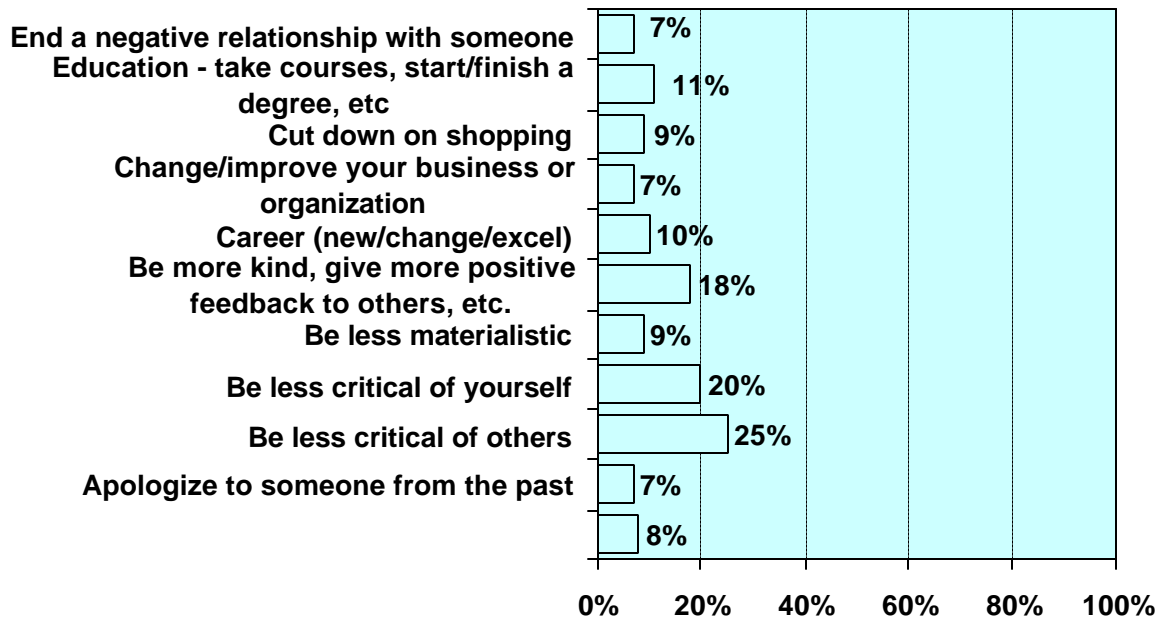 End a negative relationship with someone 7%
Education - take courses, start/finish a
degree, etc 11%
Cut down on shopping 9%
Change/improve your business or
organization 7%
Career (new/change/excel) 10%
Be more kind, give more positive
feedback to others, etc. 18%
Be less materialistic 9%
Be less critical of yourself 20%
Be less critical of others 25%
Apologize to someone from the past 7%
8%
0% 20% 40% 60% 80% 100%